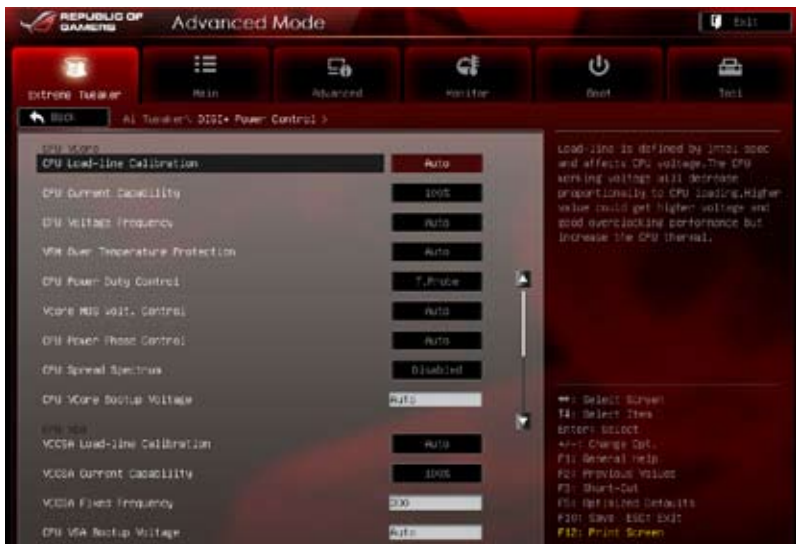 REPUBLIC OF GAMERS
Advanced Mode
Exit
Extreme Tweaker
Main
Advanced
Monitor
Boot
Tool
Back
Ai Tweaker\ DIGI+ Power Control >
CPU VCore
CPU Load-line Calibration Auto
CPU Current Capability 100%
CPU Voltage Frequency Auto
VRM Over Temperature Protection Auto
CPU Power Duty Control T.Probe
Vcore MOS volt. Control Auto
CPU Power Phase Control Auto
CPU Spread Spectrum Disabled
CPU VCore Bootup Voltage Auto
CPU VSA
VCCSA Load-line Calibration Auto
VCCSA Current Capability 100%
VCCSA Fixed Frequency 300
CPU VSA Bootup Voltage Auto
Load-line is defined by Intel spec
and affects CPU voltage.The CPU
working voltage will decrease
proportionally to CPU loading.Higher
value could get higher voltage and
good overclocking performance but
increase the CPU thermal.
→←: Select Screen
↑↓: Select Item
Enter: Select
+/-: Change Opt.
F1: General Help
F2: Previous Values
F3: Short-Cut
F5: Optimized Defaults
F10: Save ESC: Exit
F12: Print Screen